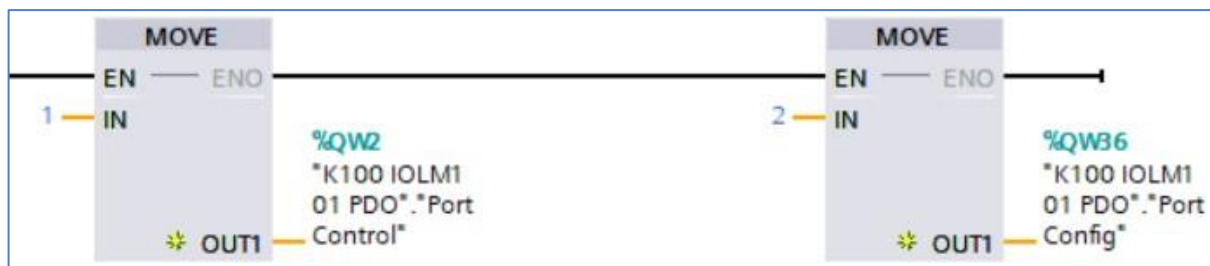 MOVE
EN ENO
1 IN
%QW2
"K100 IOLM1
01 PDO"."Port
Control"
OUT1
MOVE
EN ENO
2 IN
%QW36
"K100 IOLM1
01 PDO"."Port
Config"
OUT1